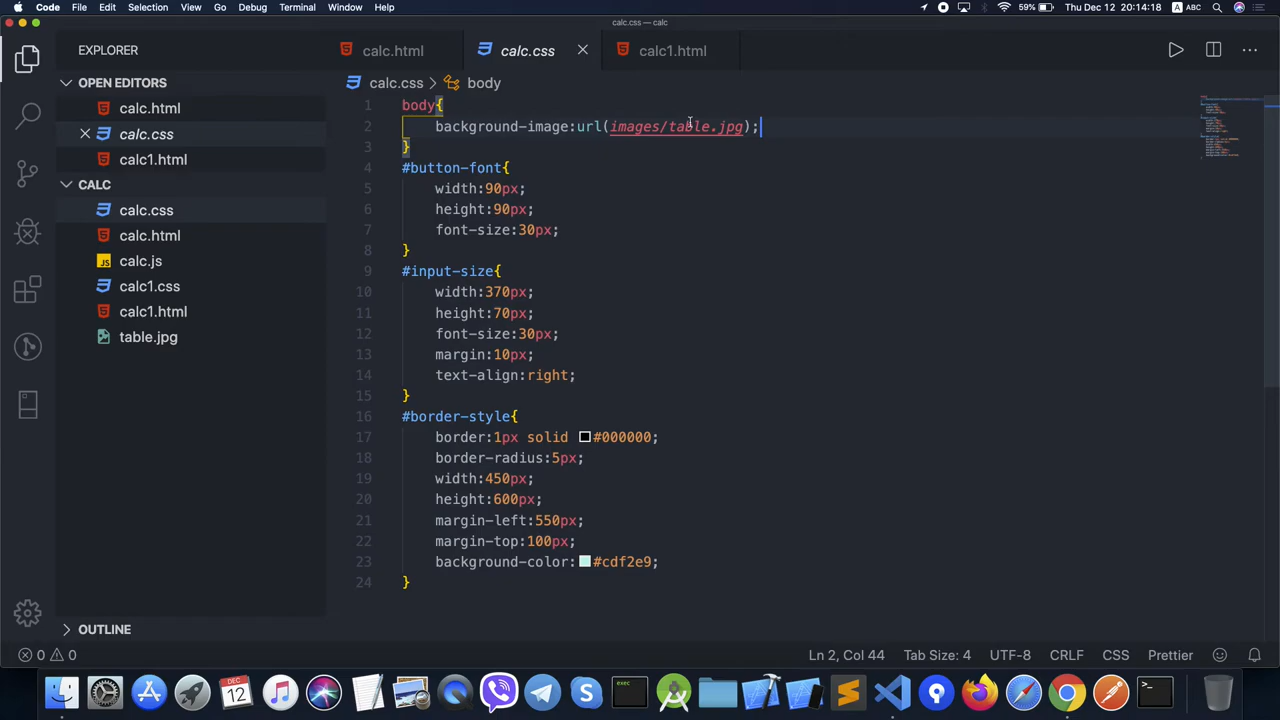 Code File Edit Selection View Go Debug Terminal Window Help 59% Thu Dec 12 20:14:18 A ABC
calc.css — calc
EXPLORER
calc.html
calc.css
calc1.html
OPEN EDITORS
calc.html
calc.css
calc1.html
CALC
calc.css
calc.html
JS calc.js
calc1.css
calc1.html
table.jpg
OUTLINE
calc.css > body
1 body{
2 background-image:url(images/table.jpg);
3 }
4 #button-font{
5 width:90px;
6 height:90px;
7 font-size:30px;
8 }
9 #input-size{
10 width:370px;
11 height:70px;
12 font-size:30px;
13 margin:10px;
14 text-align:right;
15 }
16 #border-style{
17 border:1px solid #000000;
18 border-radius:5px;
19 width:450px;
20 height:600px;
21 margin-left:550px;
22 margin-top:100px;
23 background-color:#cdf2e9;
24 }
0 0 Ln 2, Col 44 Tab Size: 4 UTF-8 CRLF CSS Prettier
DEC
12
exec